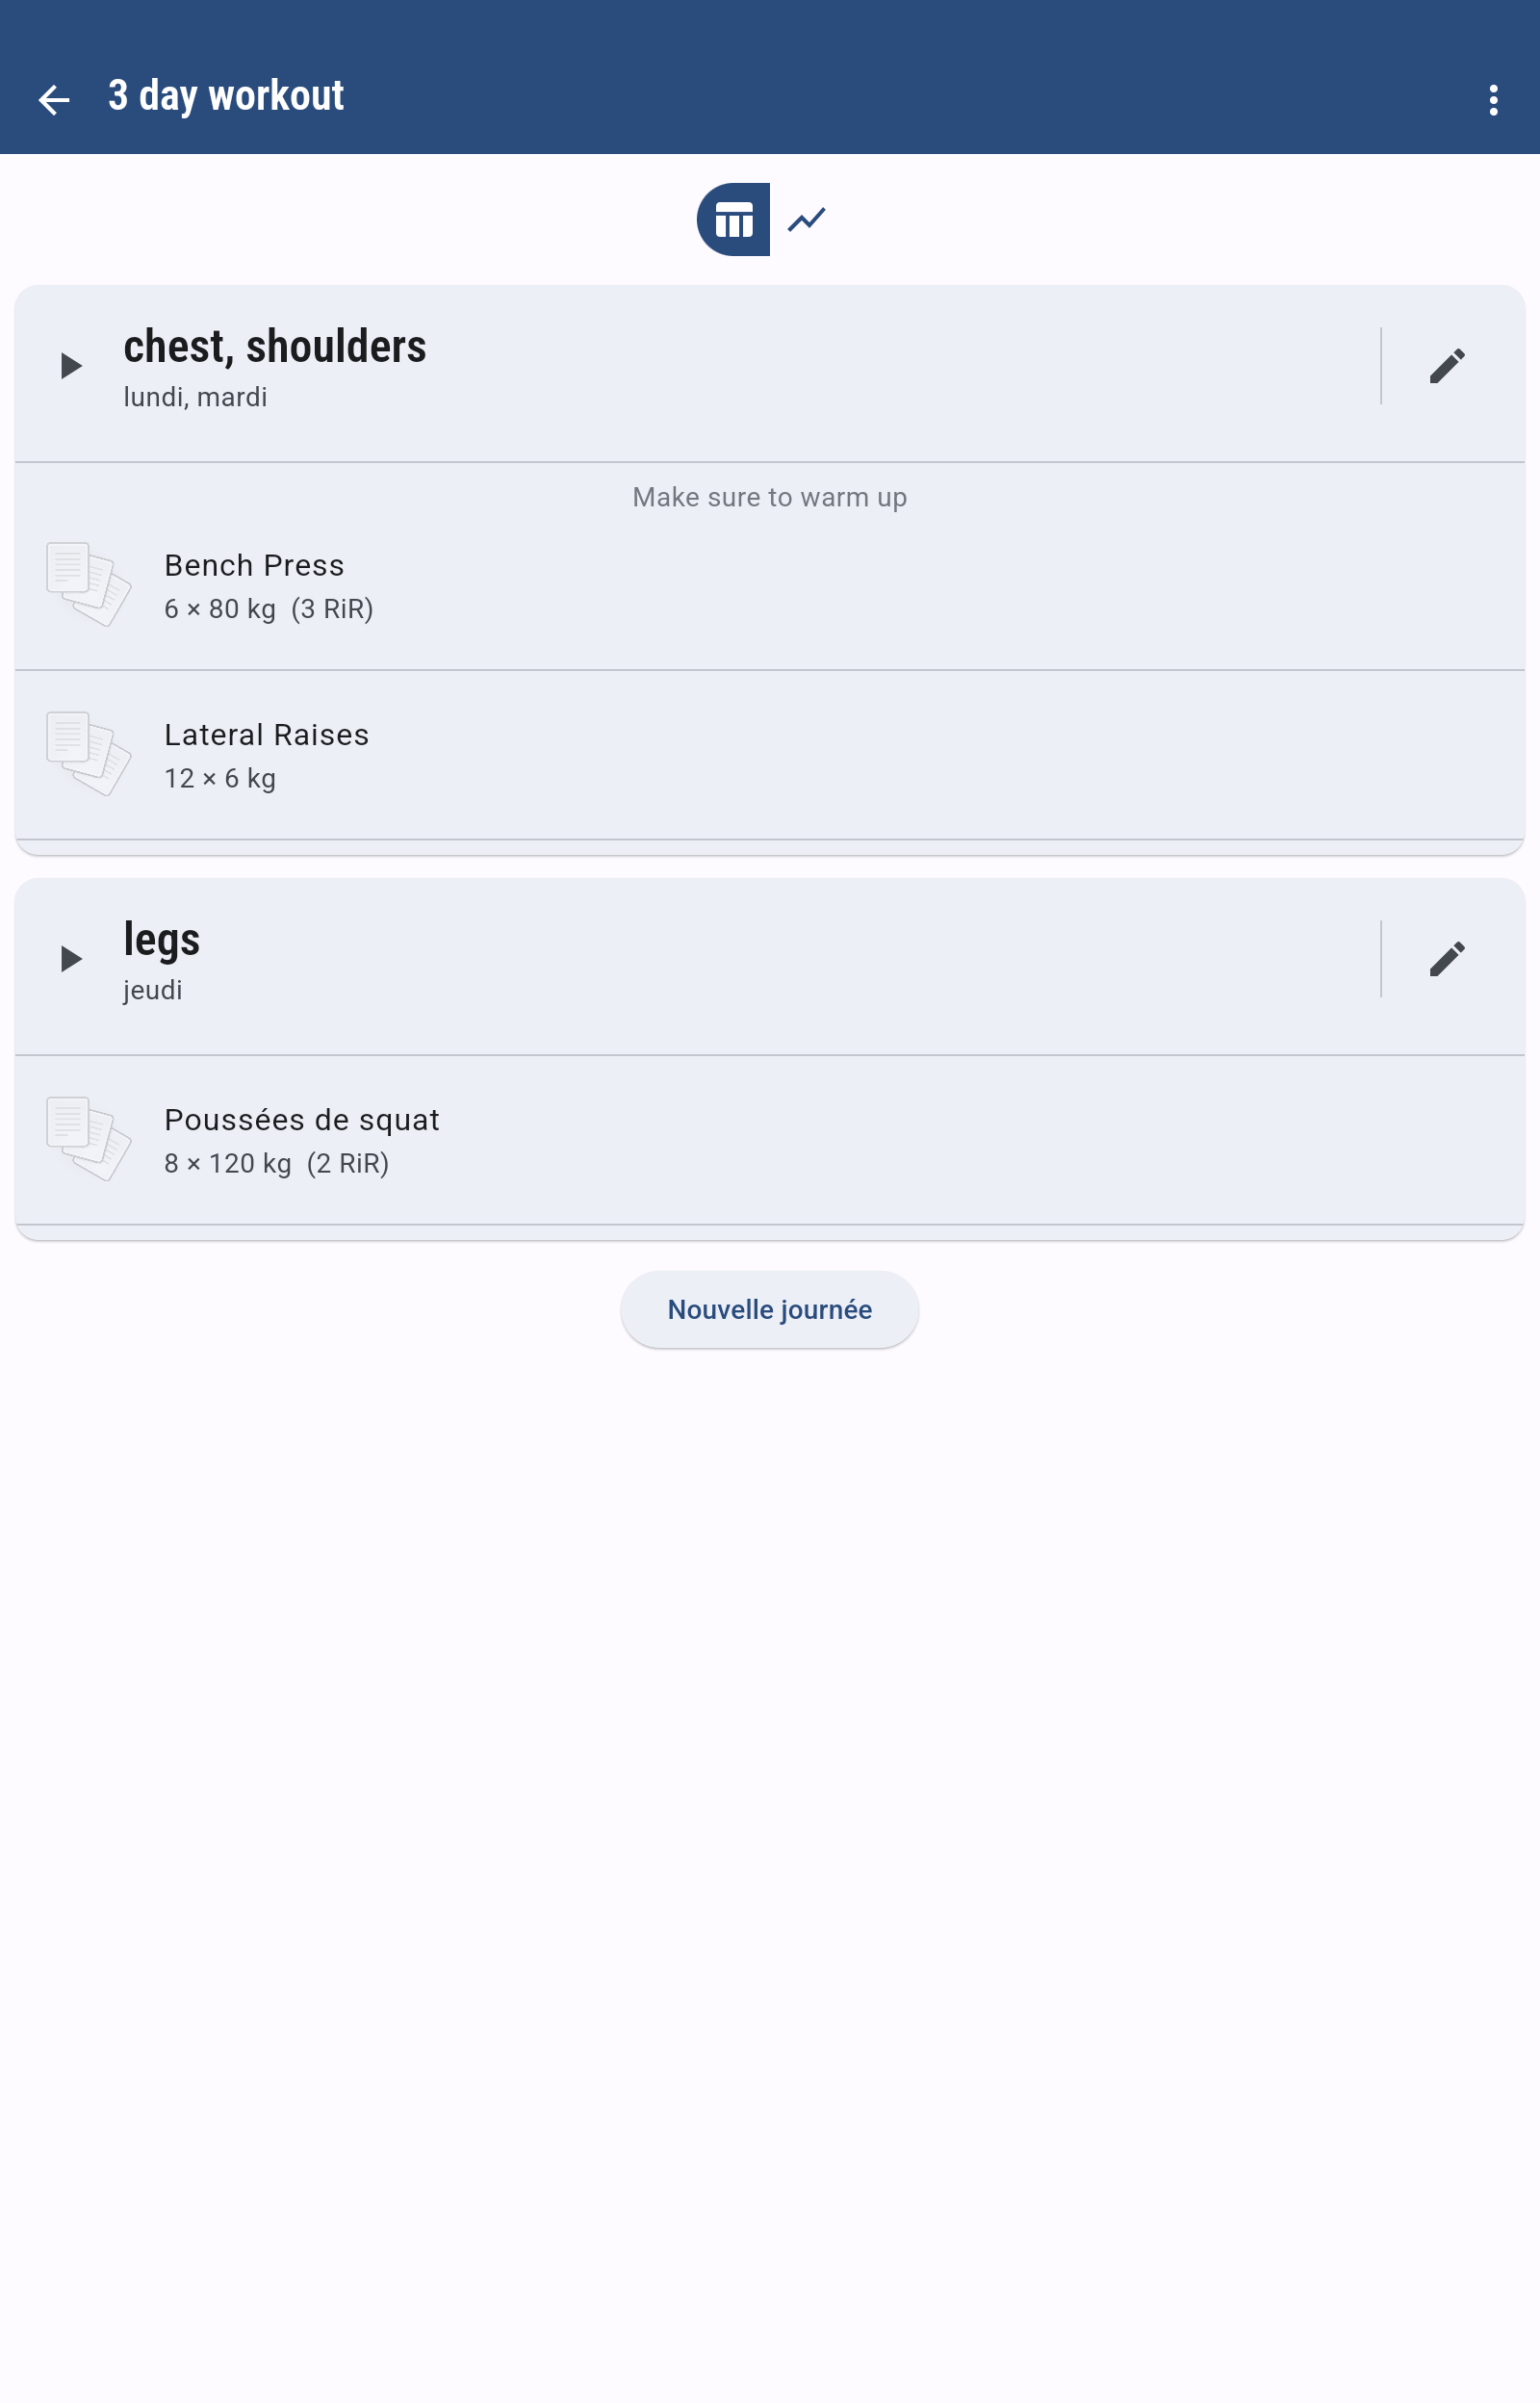 3 day workout
chest, shoulders
lundi, mardi
Make sure to warm up
Bench Press
6 × 80 kg  (3 RiR)
Lateral Raises
12 × 6 kg
legs
jeudi
Poussées de squat
8 × 120 kg  (2 RiR)
Nouvelle journée